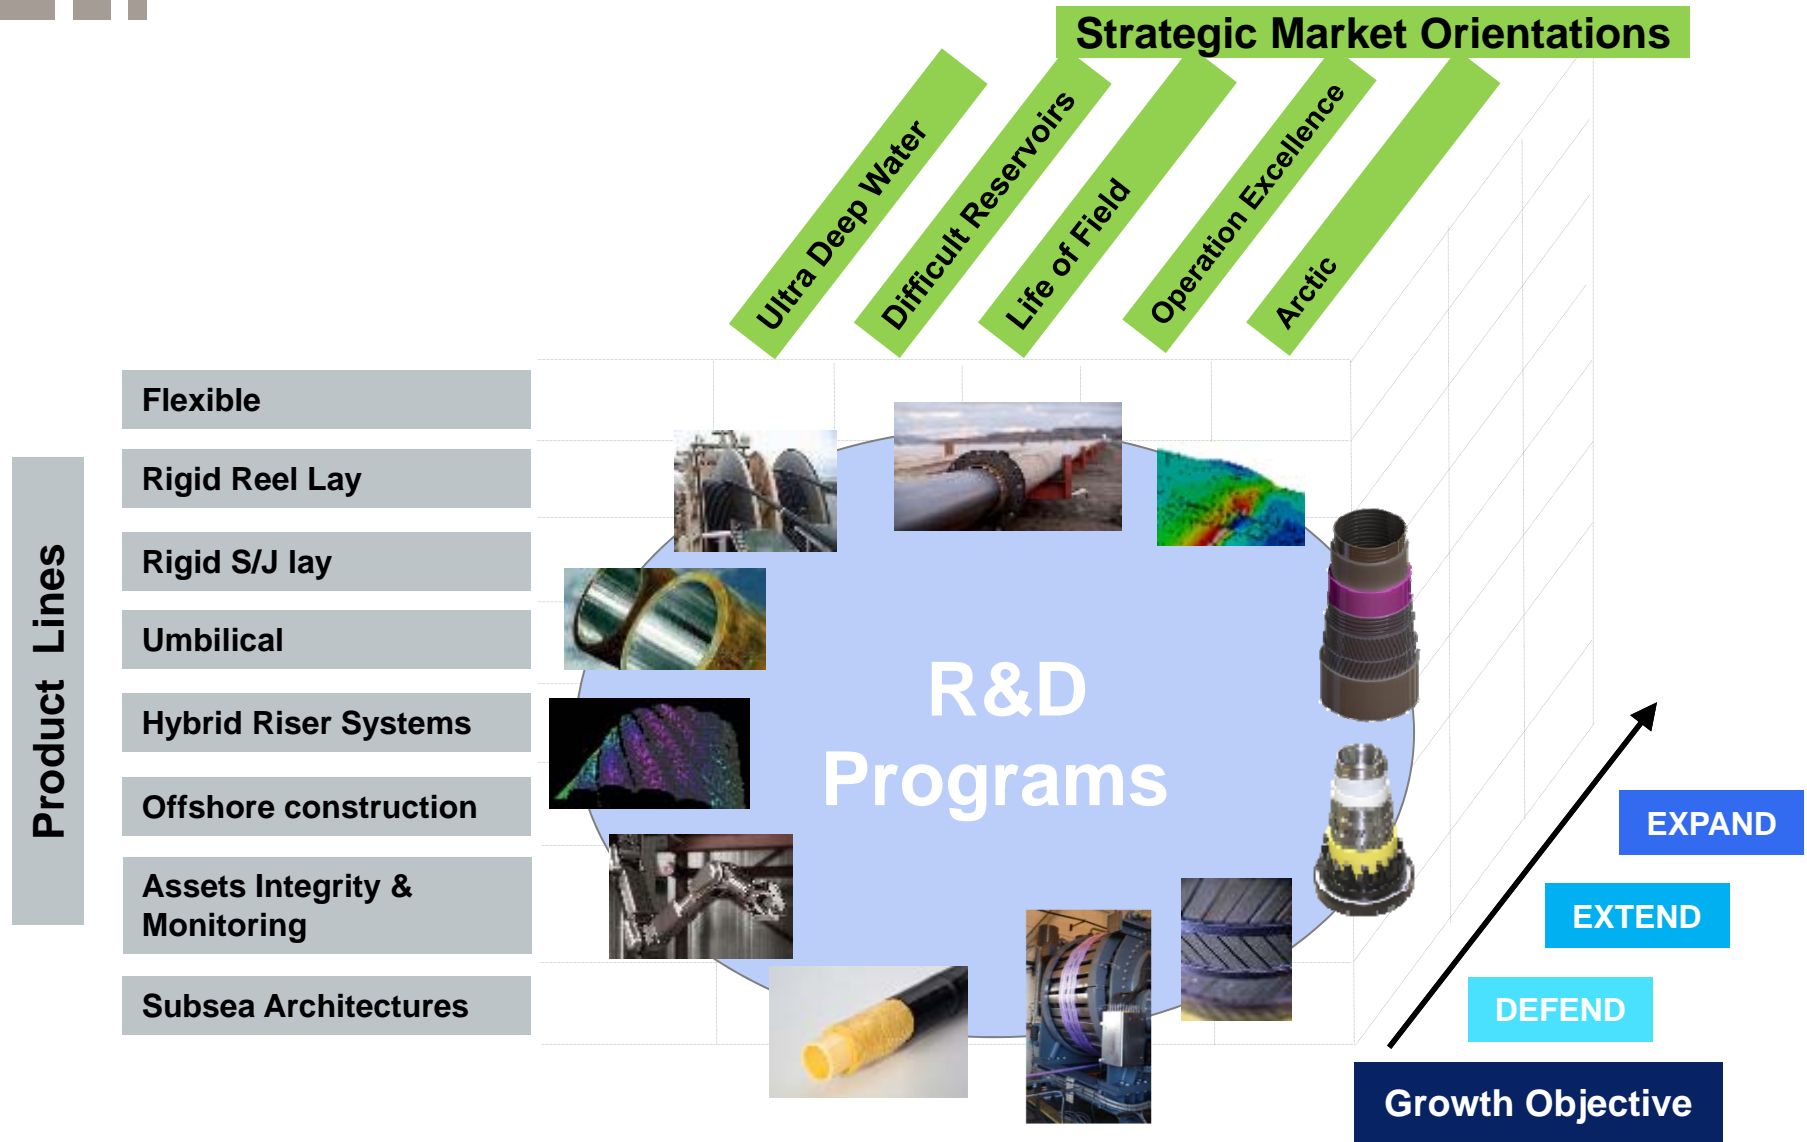 Strategic Market Orientations
Ultra Deep Water
Difficult Reservoirs
Life of Field
Operation Excellence
Arctic
Product Lines
Flexible
Rigid Reel Lay
Rigid S/J lay
Umbilical
Hybrid Riser Systems
Offshore construction
Assets Integrity &
Monitoring
Subsea Architectures
R&D
Programs
EXPAND
EXTEND
DEFEND
Growth Objective